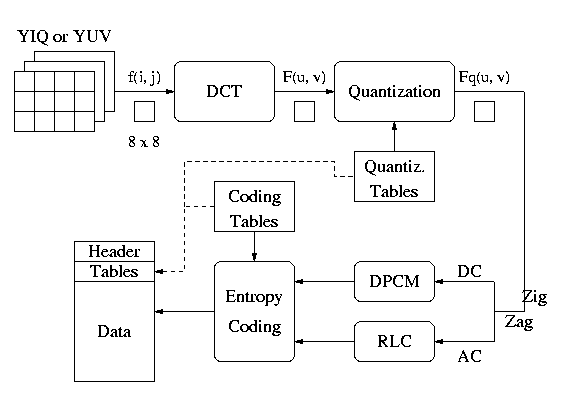 YIQ or YUV
f(i, j)
8 x 8
DCT
F(u, v)
Quantization
Fq(u, v)
Quantiz.
Tables
Coding
Tables
Header
Tables
Data
Entropy
Coding
DPCM
RLC
DC
AC
Zig
Zag